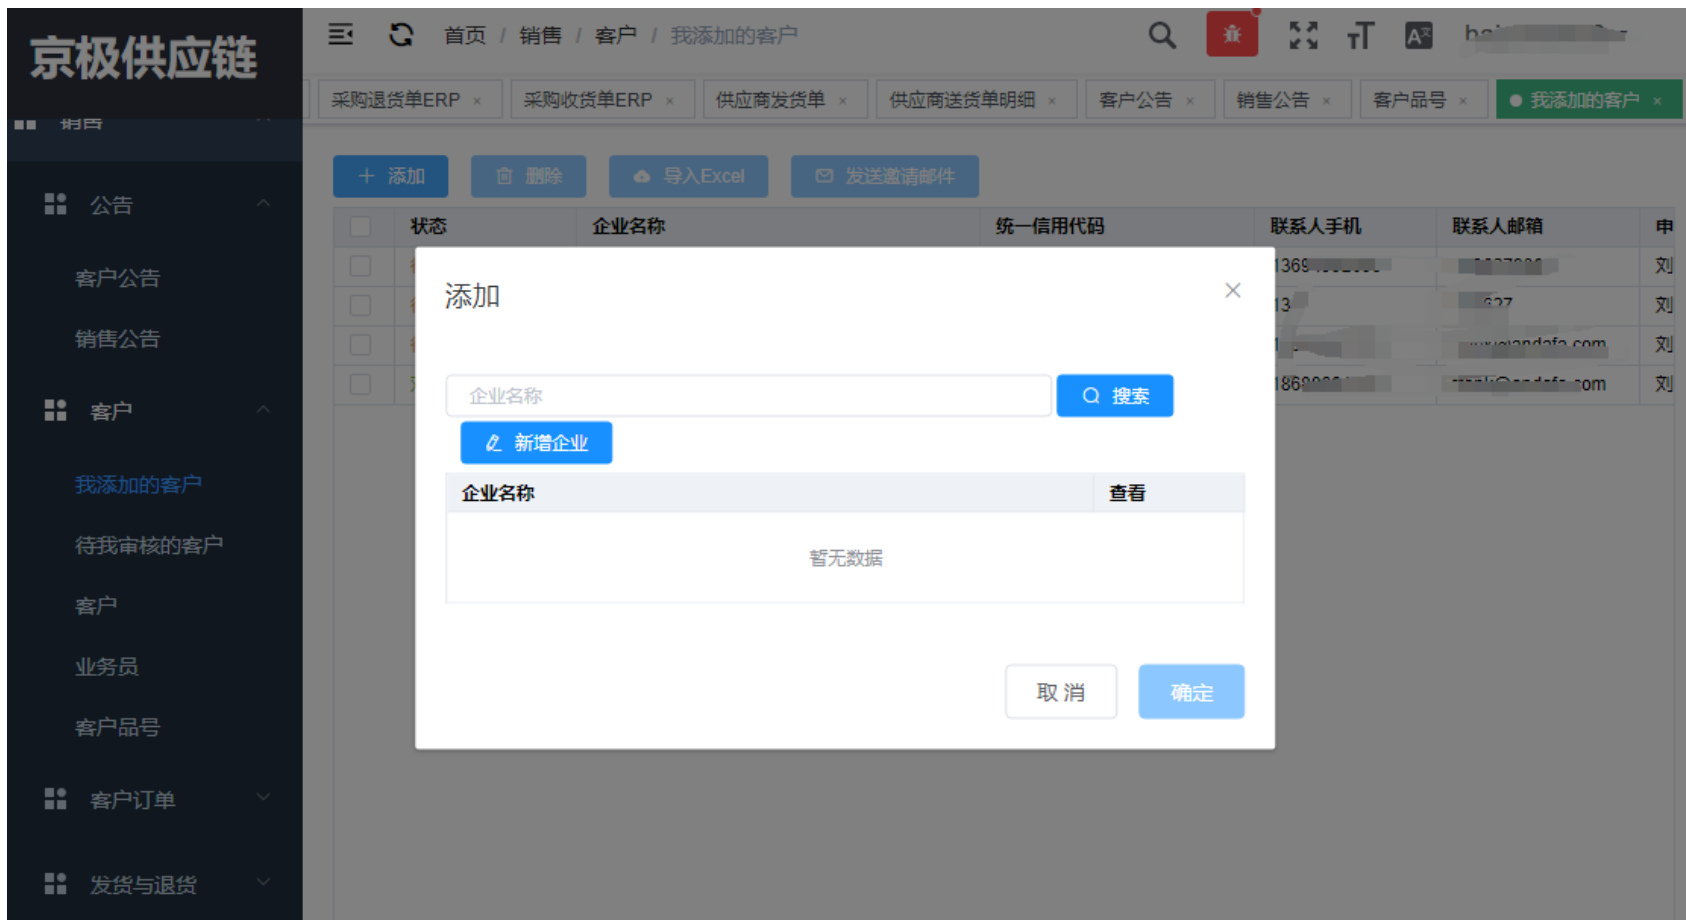 京极供应链
首页 / 销售 / 客户 / 我添加的客户
采购退货单ERP × 采购收货单ERP × 供应商发货单 × 供应商送货单明细 × 客户公告 × 销售公告 × 客户品号 × 我添加的客户 ×
销售
公告
客户公告
销售公告
客户
我添加的客户
待我审核的客户
客户
业务员
客户品号
客户订单
发货与退货
添加 删除 导入Excel 发送邀请邮件
状态 企业名称 统一信用代码 联系人手机 联系人邮箱 申
刘
刘
刘
刘
添加
企业名称 搜索
新增企业
企业名称 查看
暂无数据
取消 确定